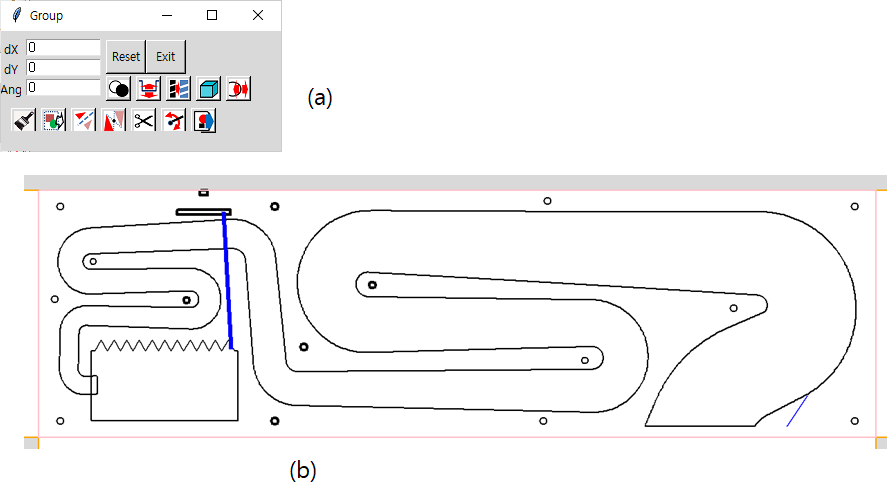 Group
dX 0
dY 0
Ang 0
Reset Exit
(a)
(b)